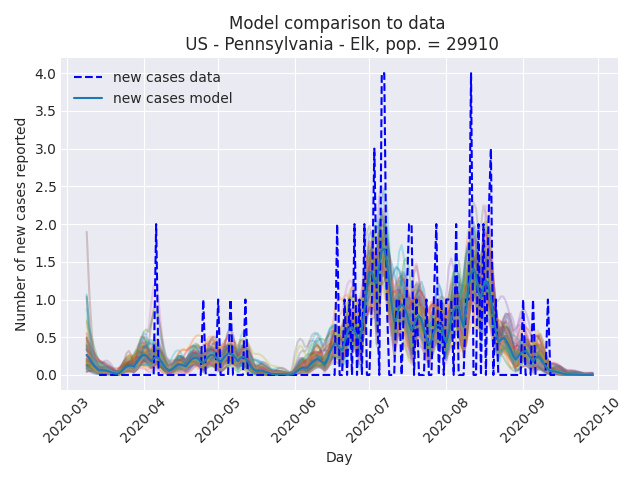 Model comparison to data
US - Pennsylvania - Elk, pop. = 29910
new cases data
new cases model
Number of new cases reported
4.0
3.5
3.0
2.5
2.0
1.5
1.0
0.5
0.0
2020-03
2020-04
2020-05
2020-06
2020-07
2020-08
2020-09
2020-10
Day